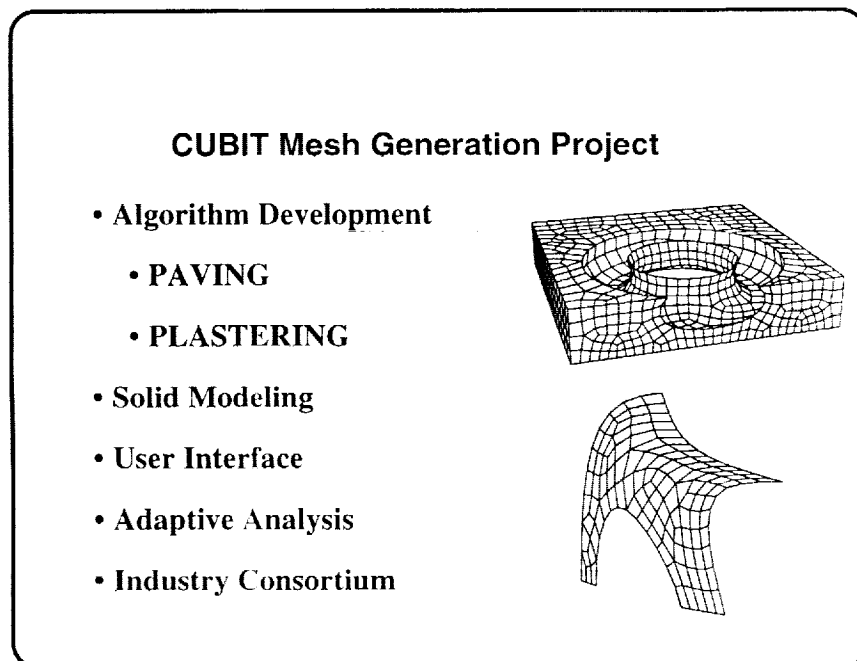 CUBIT Mesh Generation Project
• Algorithm Development
• PAVING
• PLASTERING
• Solid Modeling
• User Interface
• Adaptive Analysis
• Industry Consortium